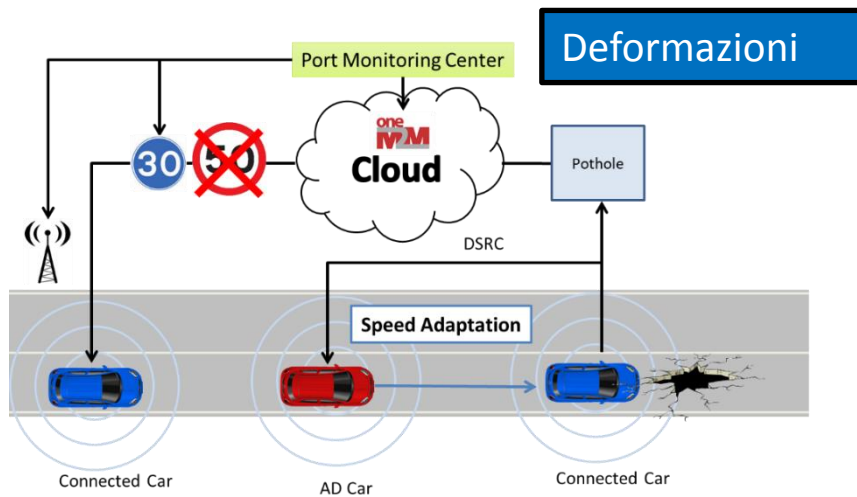 Deformazioni
Port Monitoring Center
one
M2M
Cloud
30
50
Pothole
DSRC
Speed Adaptation
Connected Car
AD Car
Connected Car